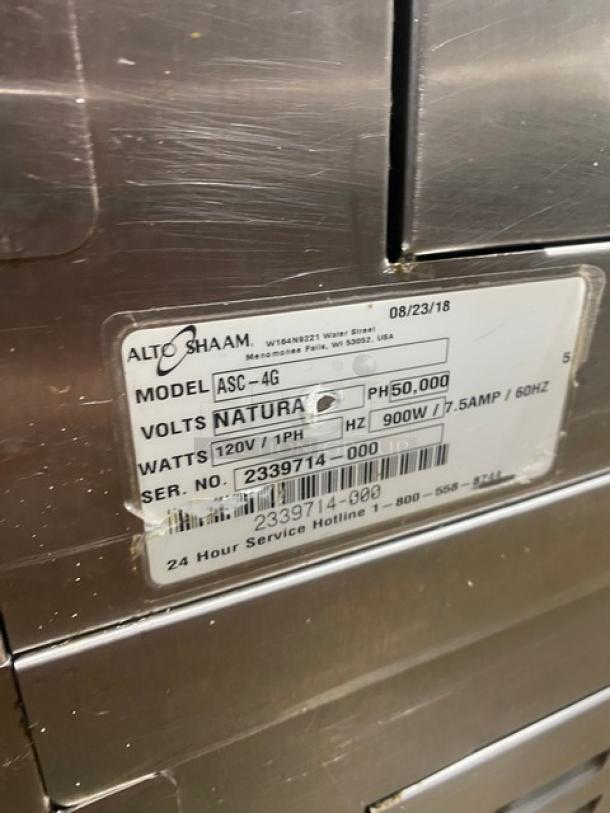 08/23/18
ALTO SHAAM. W164N9221 Water Street
Menomonee Falls, WI 53052, USA
5
MODEL ASC-4G
VOLTS NATURA PH 50,000
WATTS 120V / 1PH HZ 900W / 7.5AMP / 60HZ
SER. NO. 2339714-000
2339714-000
24 Hour Service Hotline 1-800-558-8744